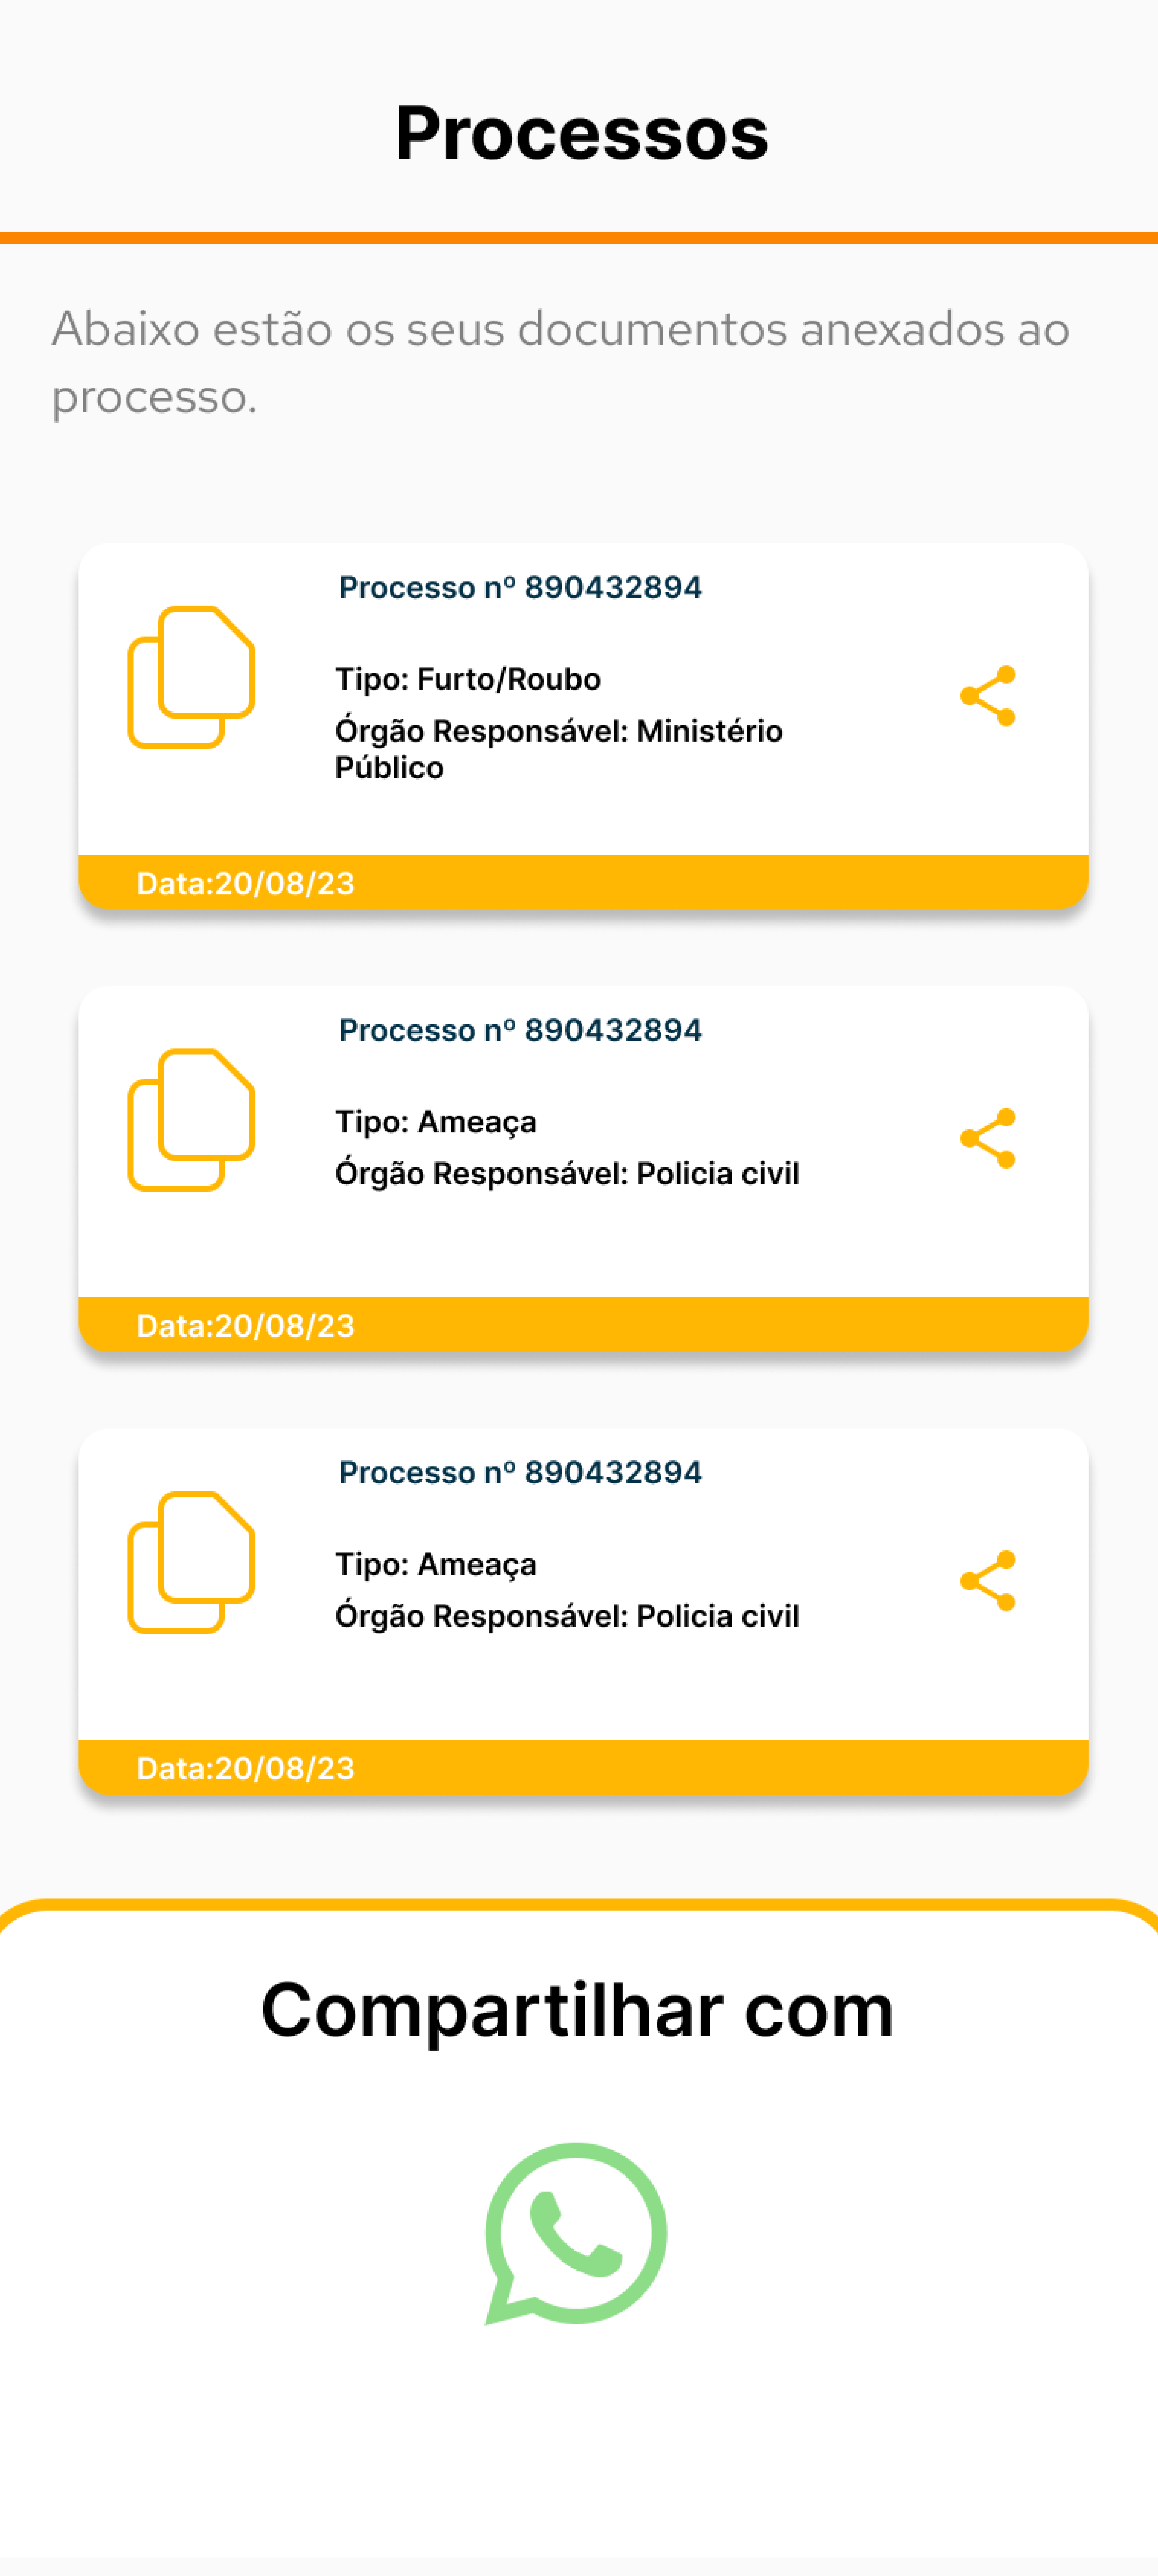 Processos
Abaixo estão os seus documentos anexados ao
processo.
Processo nº 890432894
Tipo: Furto/Roubo
Órgão Responsável: Ministério
Público
Data:20/08/23
Processo nº 890432894
Tipo: Ameaça
Órgão Responsável: Policia civil
Data:20/08/23
Processo nº 890432894
Tipo: Ameaça
Órgão Responsável: Policia civil
Data:20/08/23
Compartilhar com